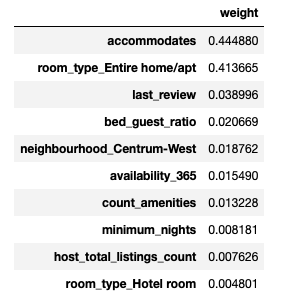 weight
accommodates 0.444880
room_type_Entire home/apt 0.413665
last_review 0.038996
bed_guest_ratio 0.020669
neighbourhood_Centrum-West 0.018762
availability_365 0.015490
count_amenities 0.013228
minimum_nights 0.008181
host_total_listings_count 0.007626
room_type_Hotel room 0.004801